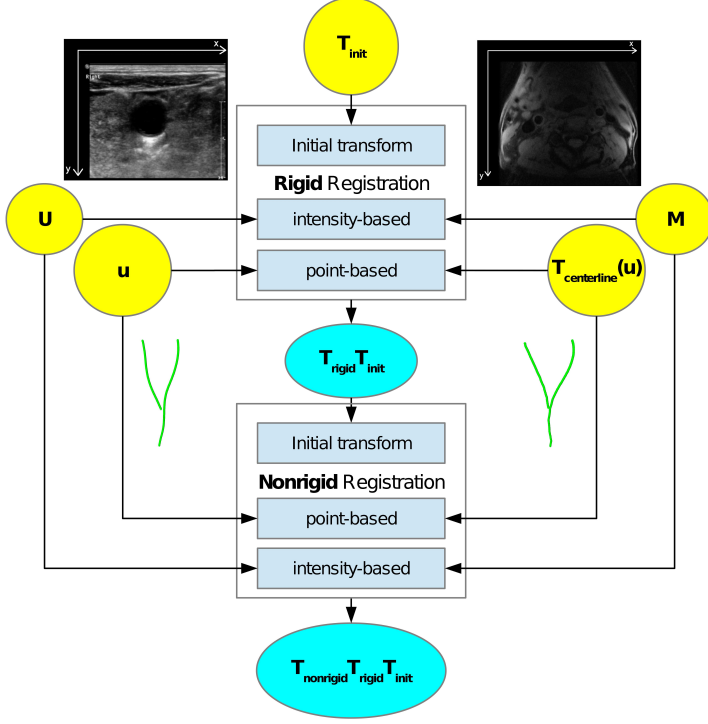 T_init
x
x
Right
y
y
Initial transform
Rigid Registration
U
intensity-based
M
u
point-based
T_centerline(u)
T_rigid T_init
Initial transform
Nonrigid Registration
point-based
intensity-based
T_nonrigid T_rigid T_init